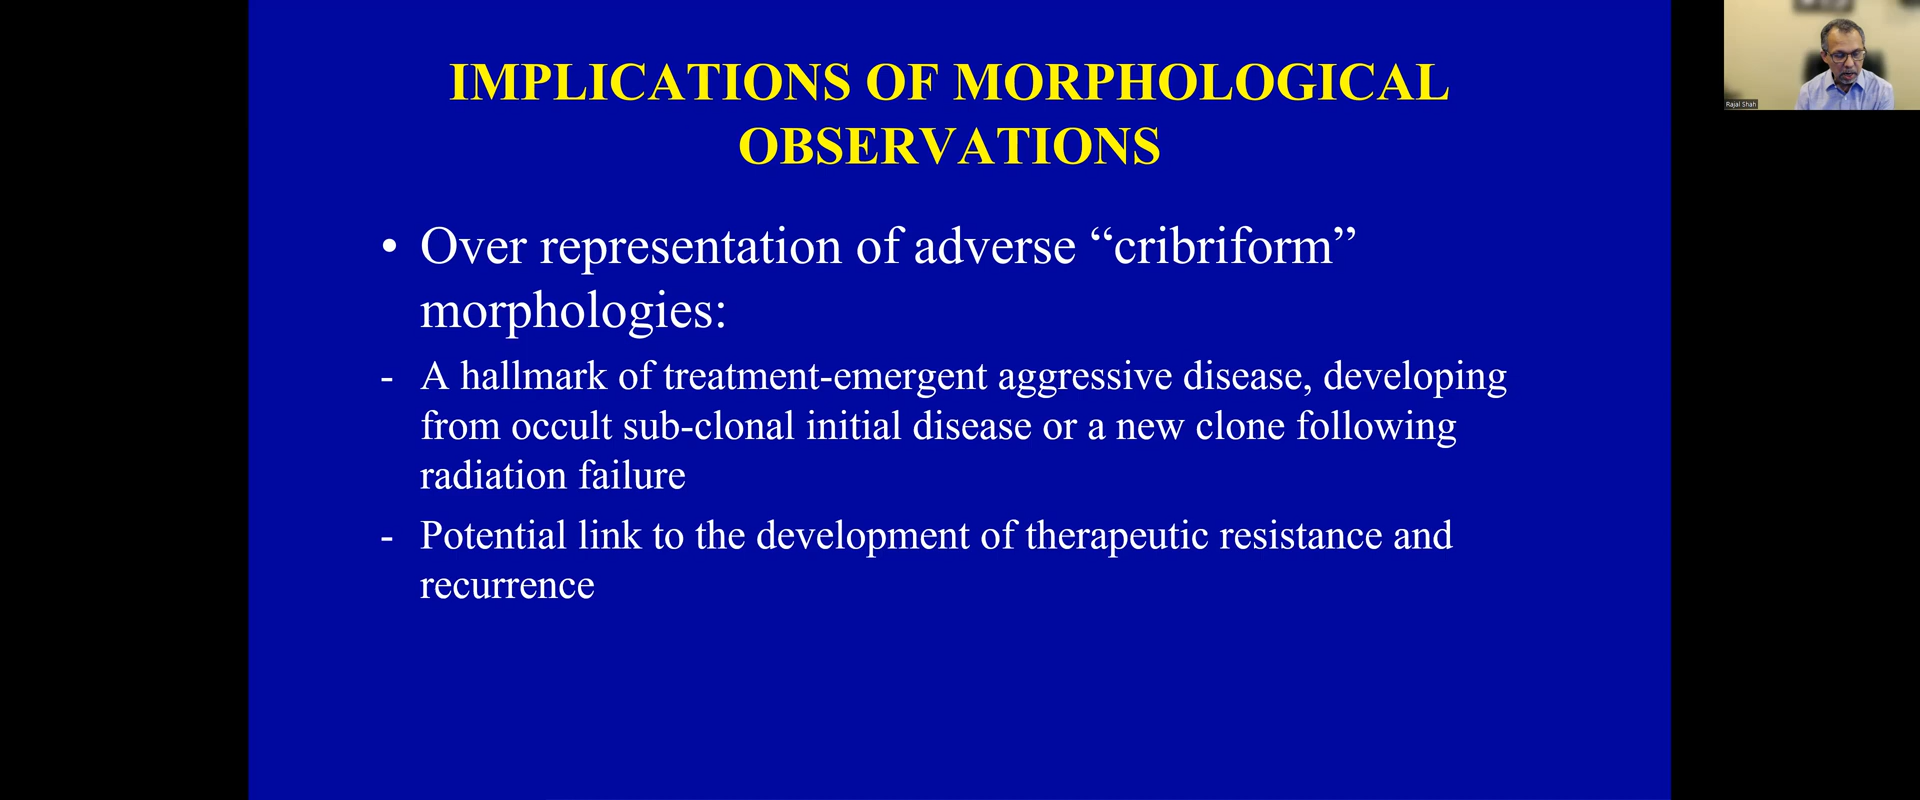 IMPLICATIONS OF MORPHOLOGICAL
OBSERVATIONS
• Over representation of adverse “cribriform”
morphologies:
- A hallmark of treatment-emergent aggressive disease, developing
from occult sub-clonal initial disease or a new clone following
radiation failure
- Potential link to the development of therapeutic resistance and
recurrence
Rajal Shah